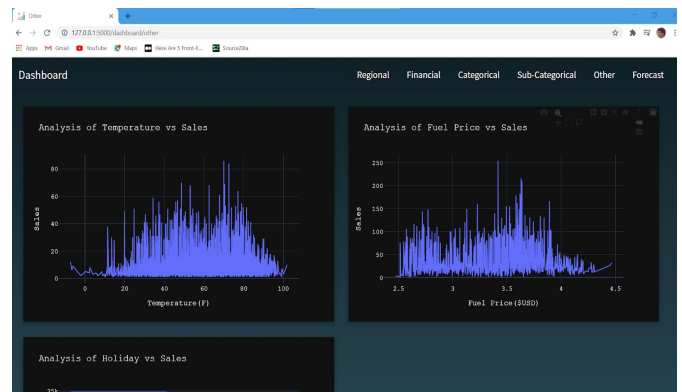 Other
127.0.0.1:5000/dashboard/other
Apps Gmail YouTube Maps Here Are 5 Front-E... SourceZilla
Dashboard Regional Financial Categorical Sub-Categorical Other Forecast
Analysis of Temperature vs Sales
80
60
40
20
0
Sales
0 20 40 60 80 100
Temperature(F)
Analysis of Fuel Price vs Sales
250
200
150
100
50
0
Sales
2.5 3 3.5 4 4.5
Fuel Price($USD)
Analysis of Holiday vs Sales
35k